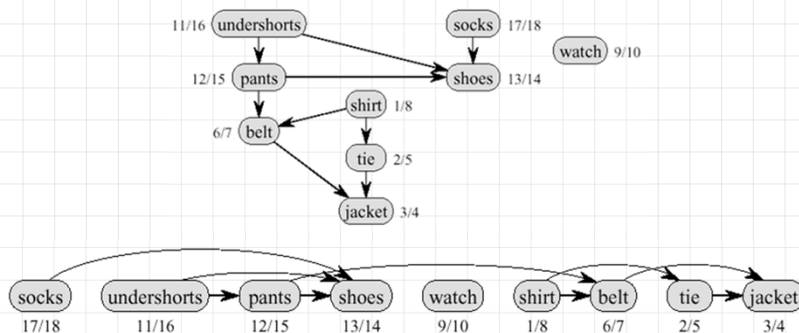 11/16 undershorts socks 17/18
watch 9/10
12/15 pants shoes 13/14
shirt 1/8
6/7 belt
tie 2/5
jacket 3/4
socks undershorts pants shoes watch shirt belt tie jacket
17/18 11/16 12/15 13/14 9/10 1/8 6/7 2/5 3/4